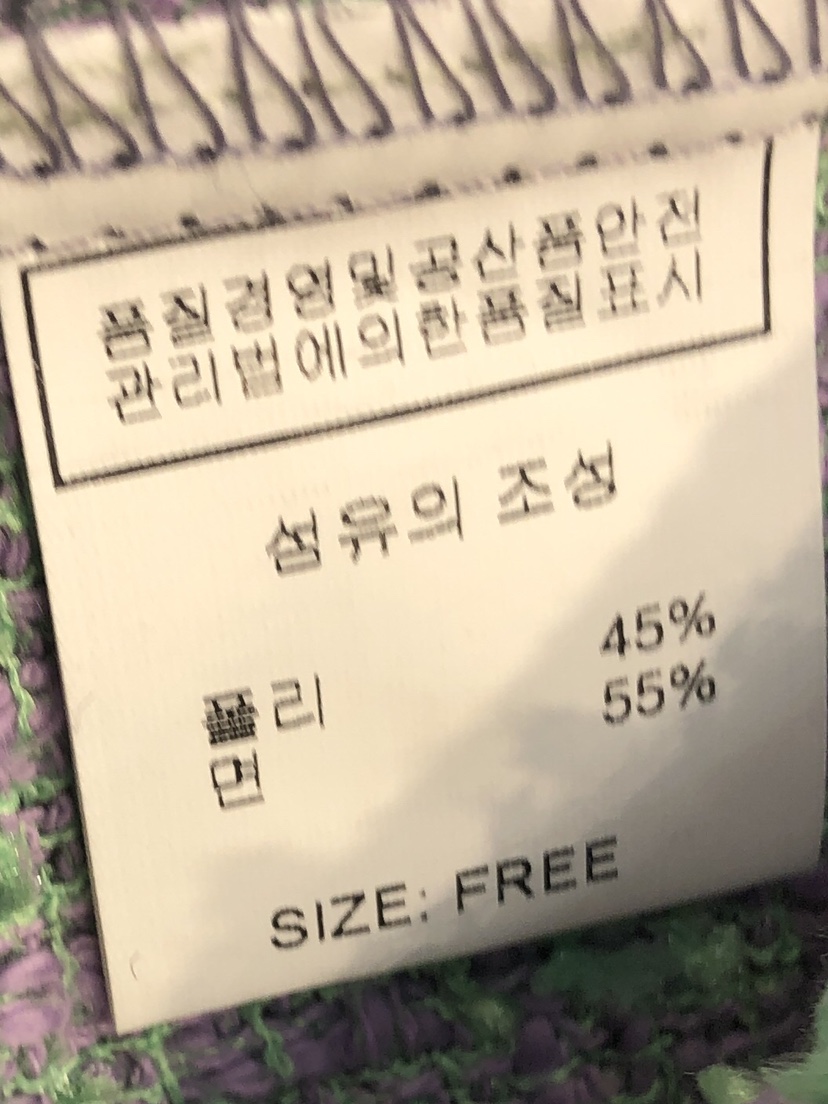 품질경영및공산품안전
관리법에의한품질표시
섬유의 조성
폴리 45%
면 55%
SIZE: FREE